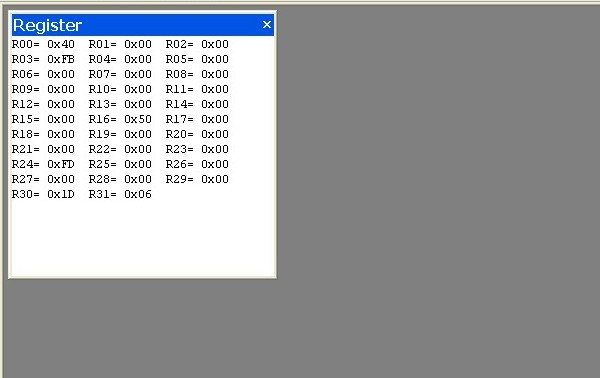 Register
R00= 0x40 R01= 0x00 R02= 0x00
R03= 0xFB R04= 0x00 R05= 0x00
R06= 0x00 R07= 0x00 R08= 0x00
R09= 0x00 R10= 0x00 R11= 0x00
R12= 0x00 R13= 0x00 R14= 0x00
R15= 0x00 R16= 0x50 R17= 0x00
R18= 0x00 R19= 0x00 R20= 0x00
R21= 0x00 R22= 0x00 R23= 0x00
R24= 0xFD R25= 0x00 R26= 0x00
R27= 0x00 R28= 0x00 R29= 0x00
R30= 0x1D R31= 0x06